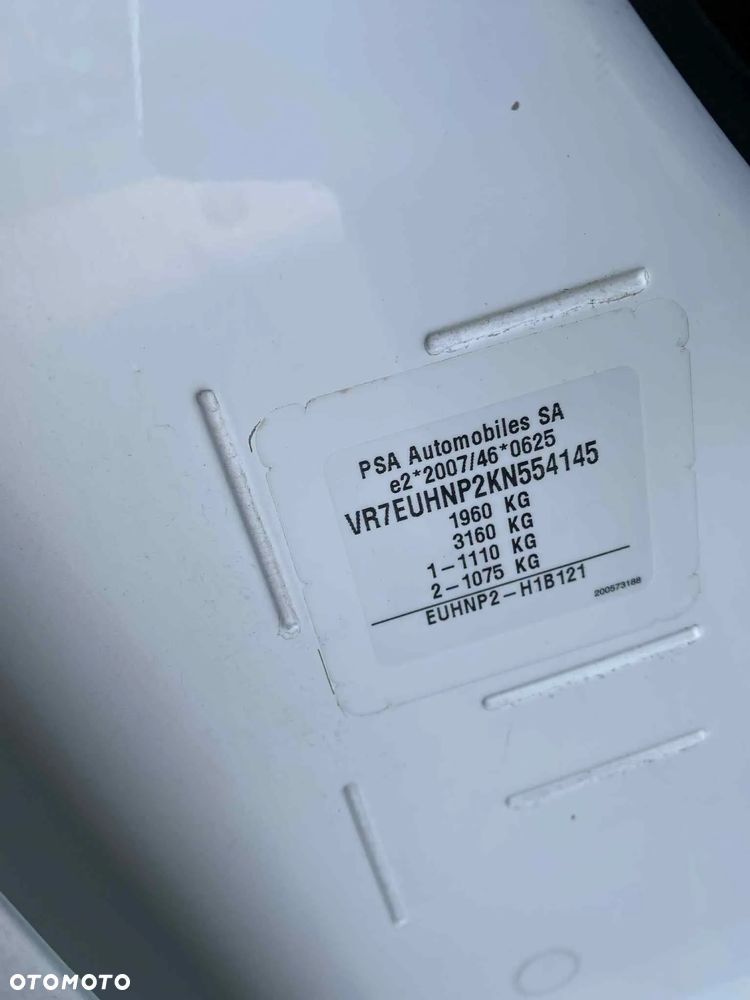 PSA Automobiles SA
e2*2007/46*0625
VR7EUHNP2KN554145
1960 KG
3160 KG
1-1110 KG
2-1075 KG
EUHNP2-H1B121
200573188
OTOMOTO